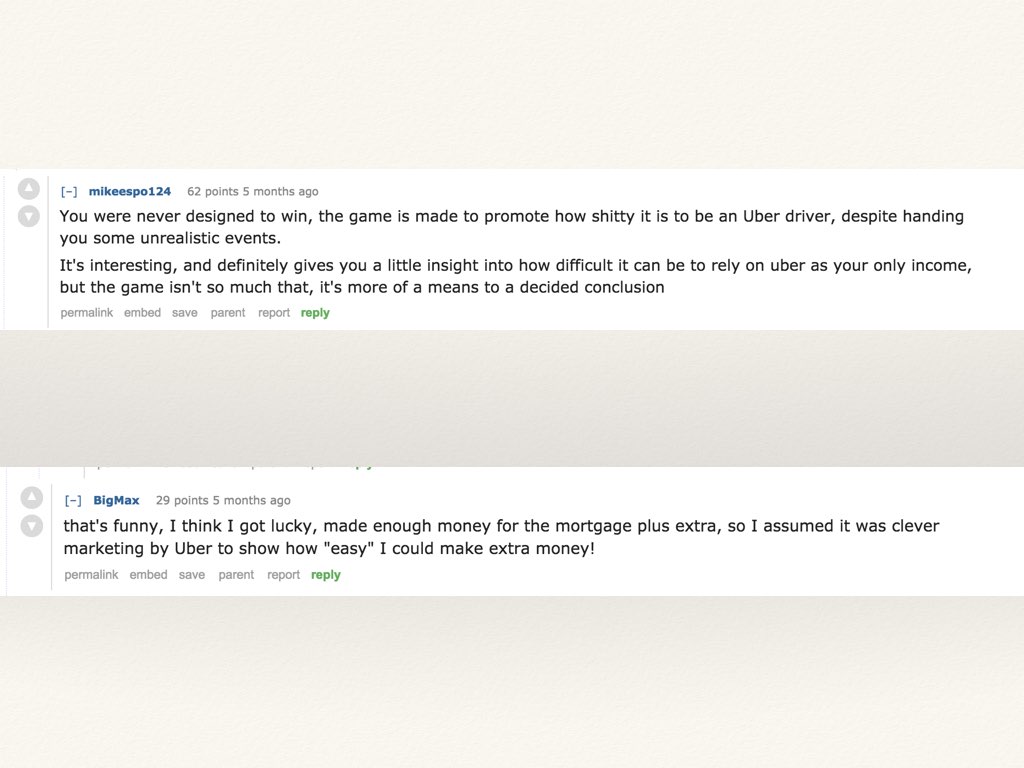 [–] mikeespo124 62 points 5 months ago
You were never designed to win, the game is made to promote how shitty it is to be an Uber driver, despite handing
you some unrealistic events.
It's interesting, and definitely gives you a little insight into how difficult it can be to rely on uber as your only income,
but the game isn't so much that, it's more of a means to a decided conclusion
permalink embed save parent report reply
[–] BigMax 29 points 5 months ago
that's funny, I think I got lucky, made enough money for the mortgage plus extra, so I assumed it was clever
marketing by Uber to show how "easy" I could make extra money!
permalink embed save parent report reply